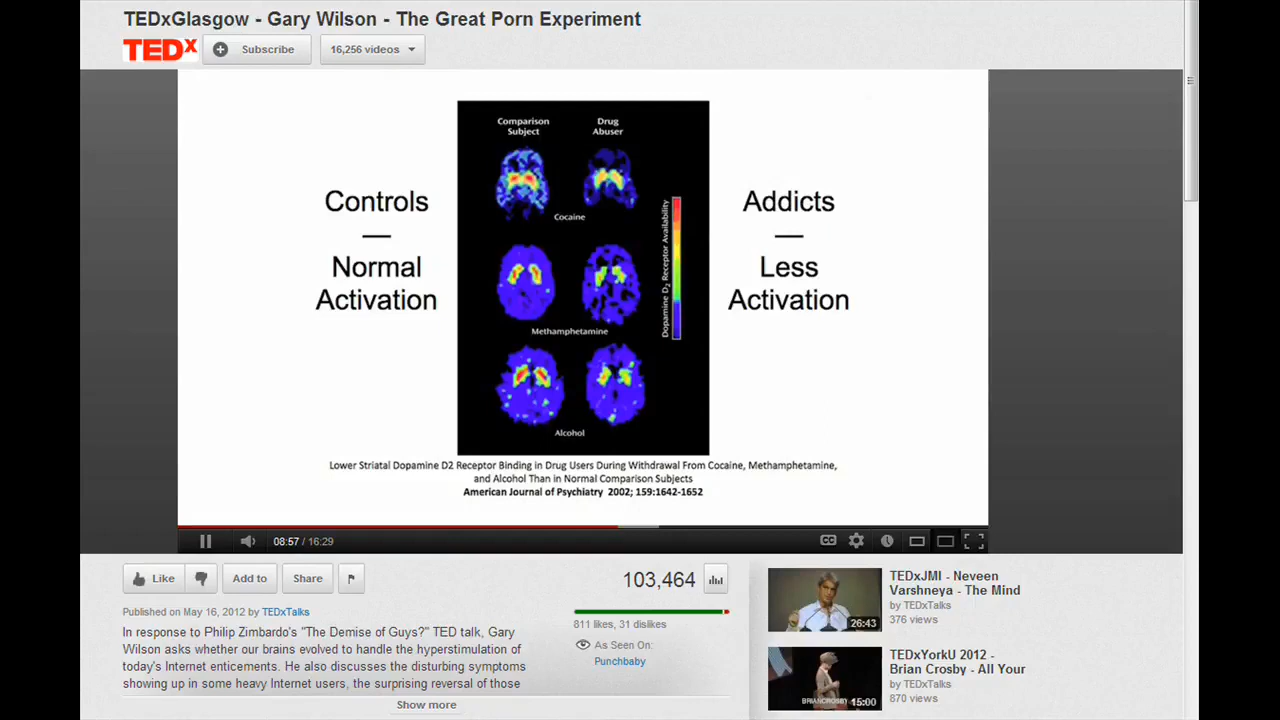 TEDxGlasgow - Gary Wilson - The Great Porn Experiment
TEDx
Subscribe
16,256 videos
Comparison
Subject
Drug
Abuser
Cocaine
Methamphetamine
Alcohol
Dopamine D2 Receptor Availability
Controls
—
Normal
Activation
Addicts
—
Less
Activation
Lower Striatal Dopamine D2 Receptor Binding in Drug Users During Withdrawal From Cocaine, Methamphetamine,
and Alcohol Than in Normal Comparison Subjects
American Journal of Psychiatry 2002; 159:1642-1652
08:57 / 16:29
CC
Like
Add to
Share
103,464
Published on May 16, 2012 by TEDxTalks
811 likes, 31 dislikes
In response to Philip Zimbardo's "The Demise of Guys?" TED talk, Gary
Wilson asks whether our brains evolved to handle the hyperstimulation of
today's Internet enticements. He also discusses the disturbing symptoms
showing up in some heavy Internet users, the surprising reversal of those
As Seen On:
Punchbaby
Show more
26:43
TEDxJMI - Neveen
Varshneya - The Mind
by TEDxTalks
376 views
BRIANCROSBY
15:00
TEDxYorkU 2012 -
Brian Crosby - All Your
by TEDxTalks
870 views